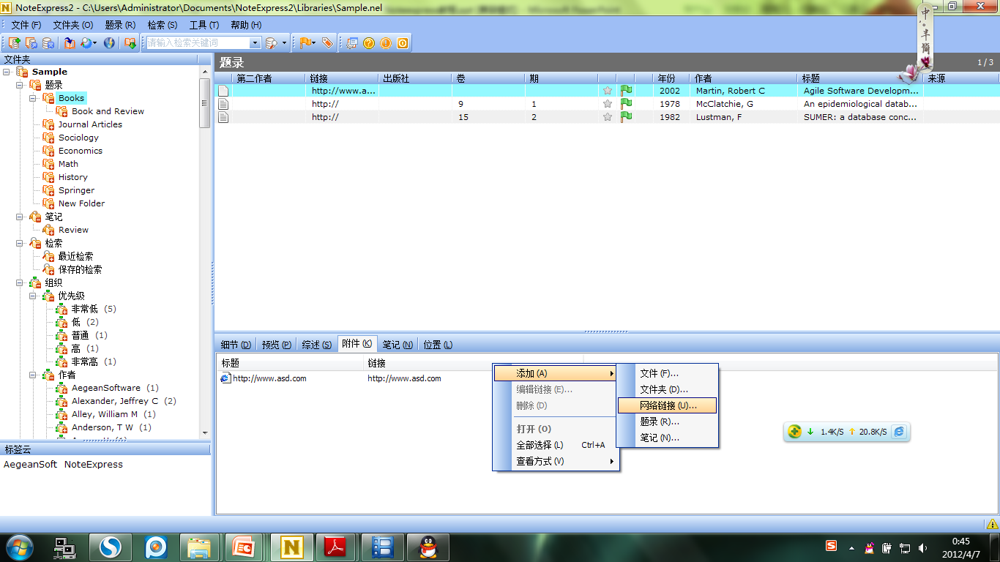 NoteExpress2 - C:\Users\Administrator\Documents\NoteExpress2\Libraries\Sample.nel
文件 (F) 文件夹 (O) 题录 (R) 检索 (S) 工具 (T) 帮助 (H)
请输入检索关键词
中
半
简
文件夹
Sample
题录
Books
Book and Review
Journal Articles
Sociology
Economics
Math
History
Springer
New Folder
笔记
Review
检索
最近检索
保存的检索
组织
优先级
非常低 (5)
低 (2)
普通 (1)
高 (1)
非常高 (1)
作者
AegeanSoftware (1)
Alexander, Jeffrey C (2)
Alley, William M (1)
Anderson, T W (1)
标签云
AegeanSoft NoteExpress
题录 1 / 3
第二作者 链接 出版社 卷 期 年份 作者 标题 来源
http://www.a... 2002 Martin, Robert C Agile Software Developm...
http:// 9 1 1978 McClatchie, G An epidemiological datab...
http:// 15 2 1982 Lustman, F SUMER: a database conc...
细节 (D) 预览 (P) 综述 (S) 附件 (K) 笔记 (N) 位置 (L)
标题 链接
http://www.asd.com http://www.asd.com
添加 (A)
编辑链接 (E)...
删除 (D)
打开 (O)
全部选择 (L) Ctrl+A
查看方式 (V)
文件 (F)...
文件夹 (D)...
网络链接 (U)...
题录 (R)...
笔记 (N)...
1.4K/S 20.8K/S
0:45
2012/4/7